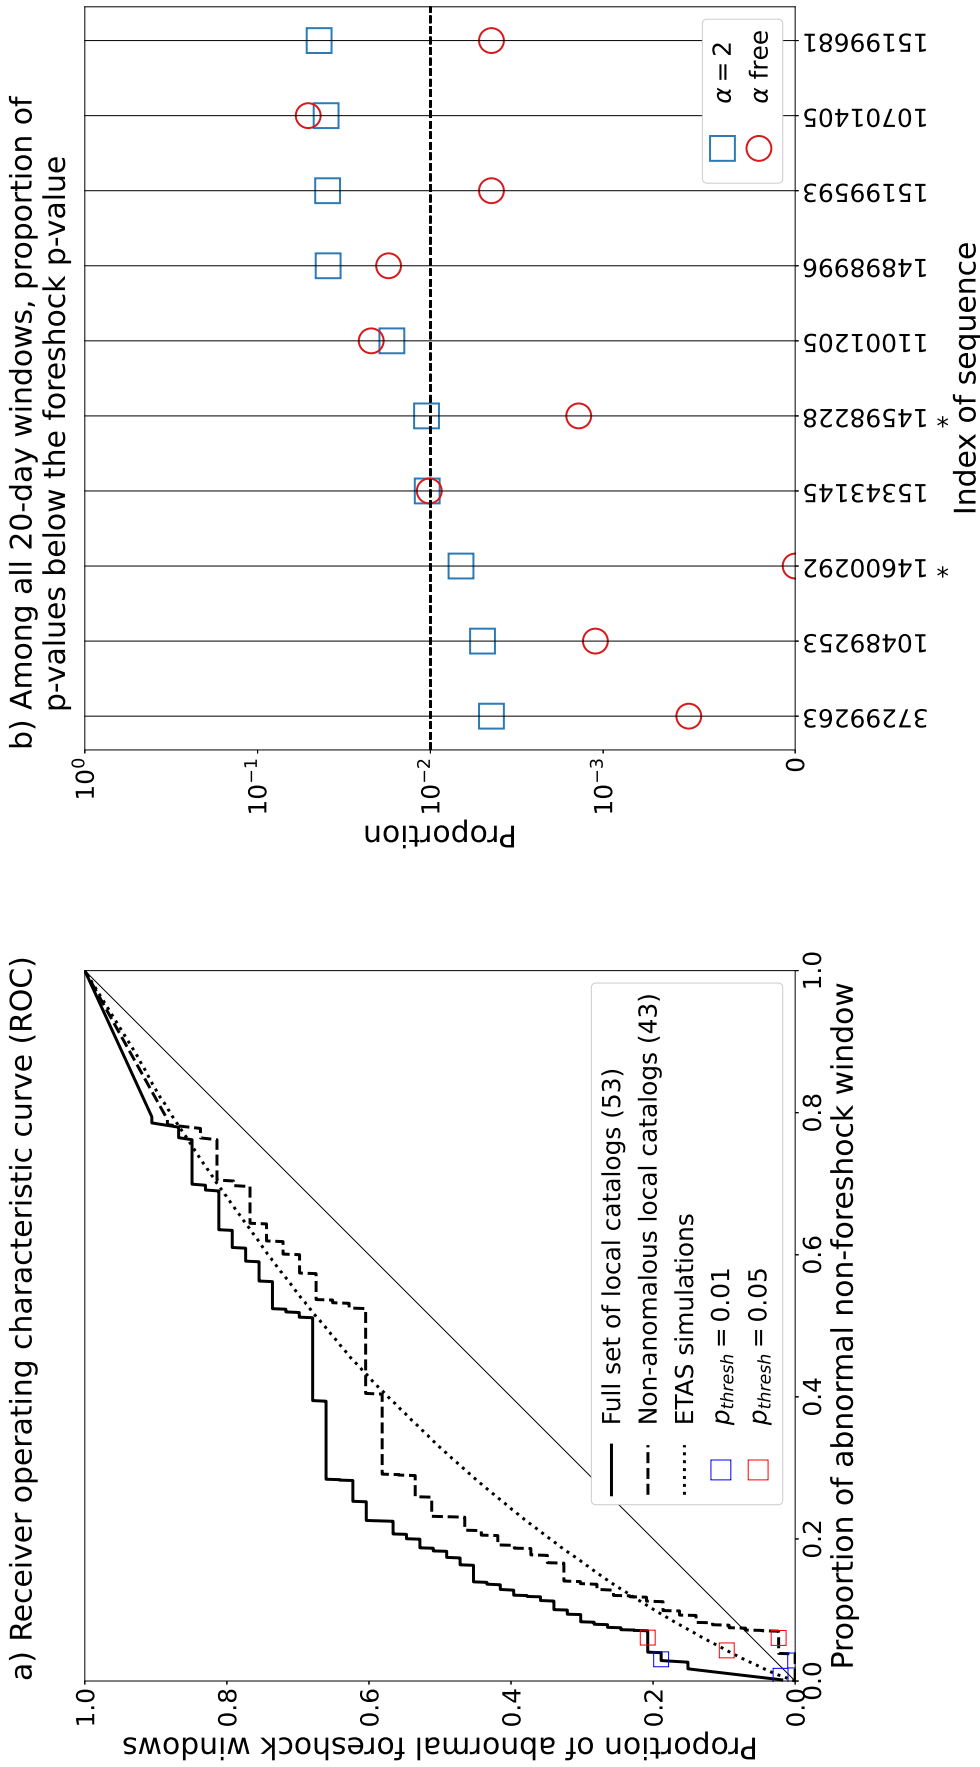 a) Receiver operating characteristic curve (ROC)
Proportion of abnormal foreshock windows
1.0
0.8
0.6
0.4
0.2
0.0
0.0 0.2 0.4 0.6 0.8 1.0
Proportion of abnormal non-foreshock window
Full set of local catalogs (53)
Non-anomalous local catalogs (43)
ETAS simulations
p_thresh = 0.01
p_thresh = 0.05
b) Among all 20-day windows, proportion of
p-values below the foreshock p-value
Proportion
10⁰
10⁻¹
10⁻²
10⁻³
0
37299263
10489253
14600292
*
15343145
14598228
*
11001205
14898996
15199593
10701405
15199681
Index of sequence
α = 2
α free